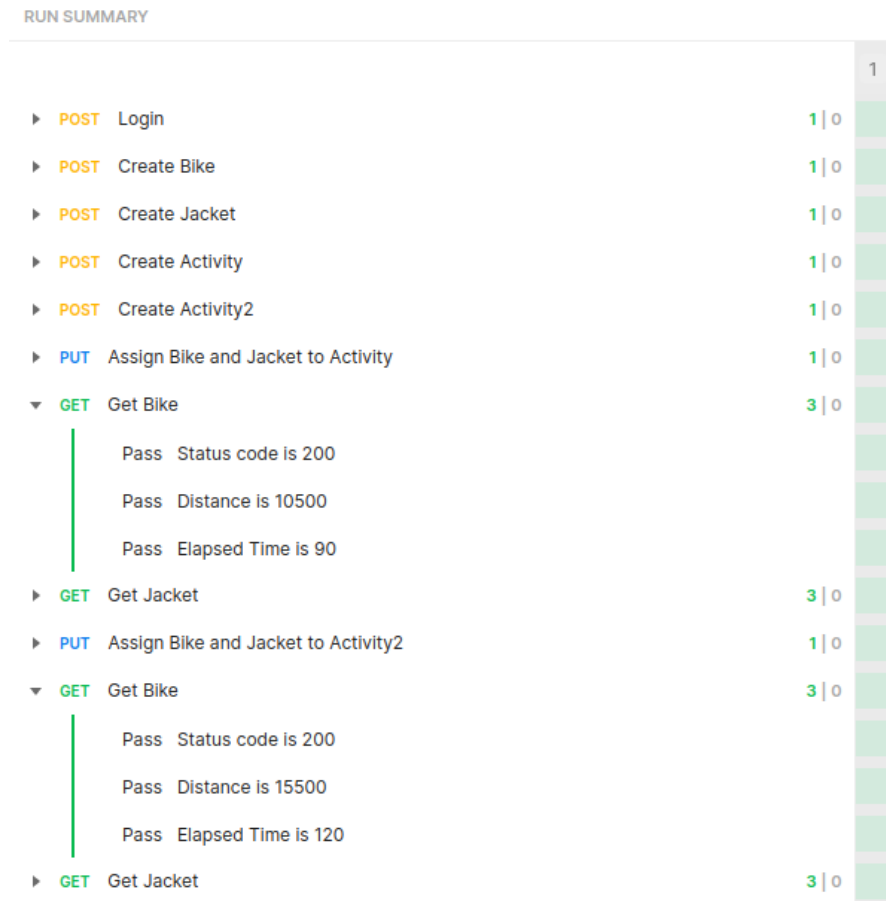 RUN SUMMARY
1
POST Login 1 | 0
POST Create Bike 1 | 0
POST Create Jacket 1 | 0
POST Create Activity 1 | 0
POST Create Activity2 1 | 0
PUT Assign Bike and Jacket to Activity 1 | 0
GET Get Bike 3 | 0
Pass Status code is 200
Pass Distance is 10500
Pass Elapsed Time is 90
GET Get Jacket 3 | 0
PUT Assign Bike and Jacket to Activity2 1 | 0
GET Get Bike 3 | 0
Pass Status code is 200
Pass Distance is 15500
Pass Elapsed Time is 120
GET Get Jacket 3 | 0